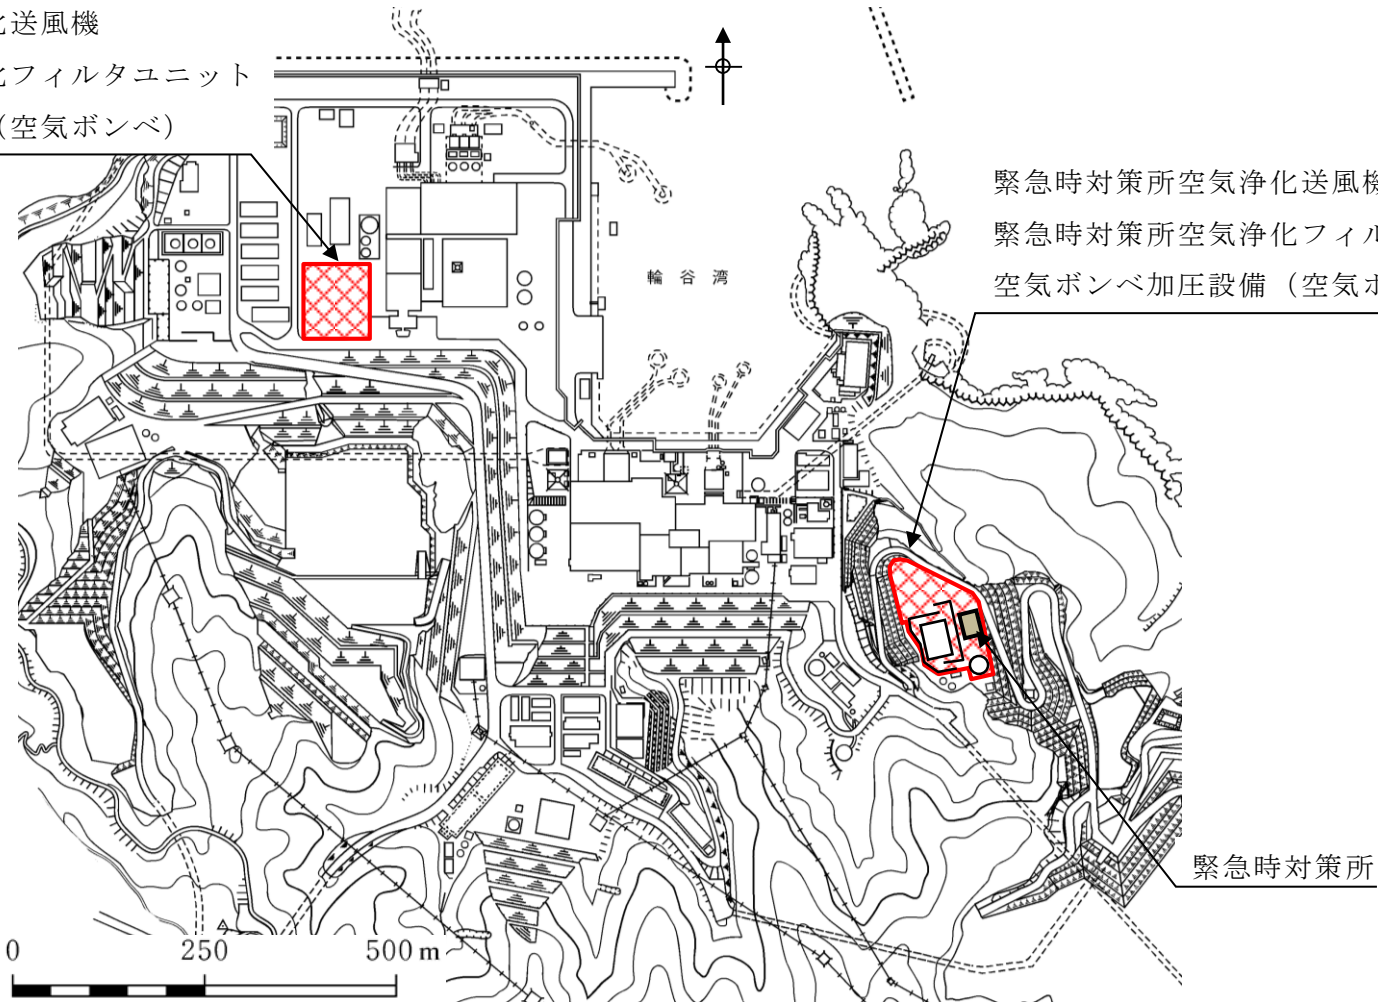 化送風機
化フィルタユニット
（空気ボンベ）
緊急時対策所空気浄化送風機
緊急時対策所空気浄化フィル
空気ボンベ加圧設備（空気ボ
輪谷湾
緊急時対策所
0 250 500 m